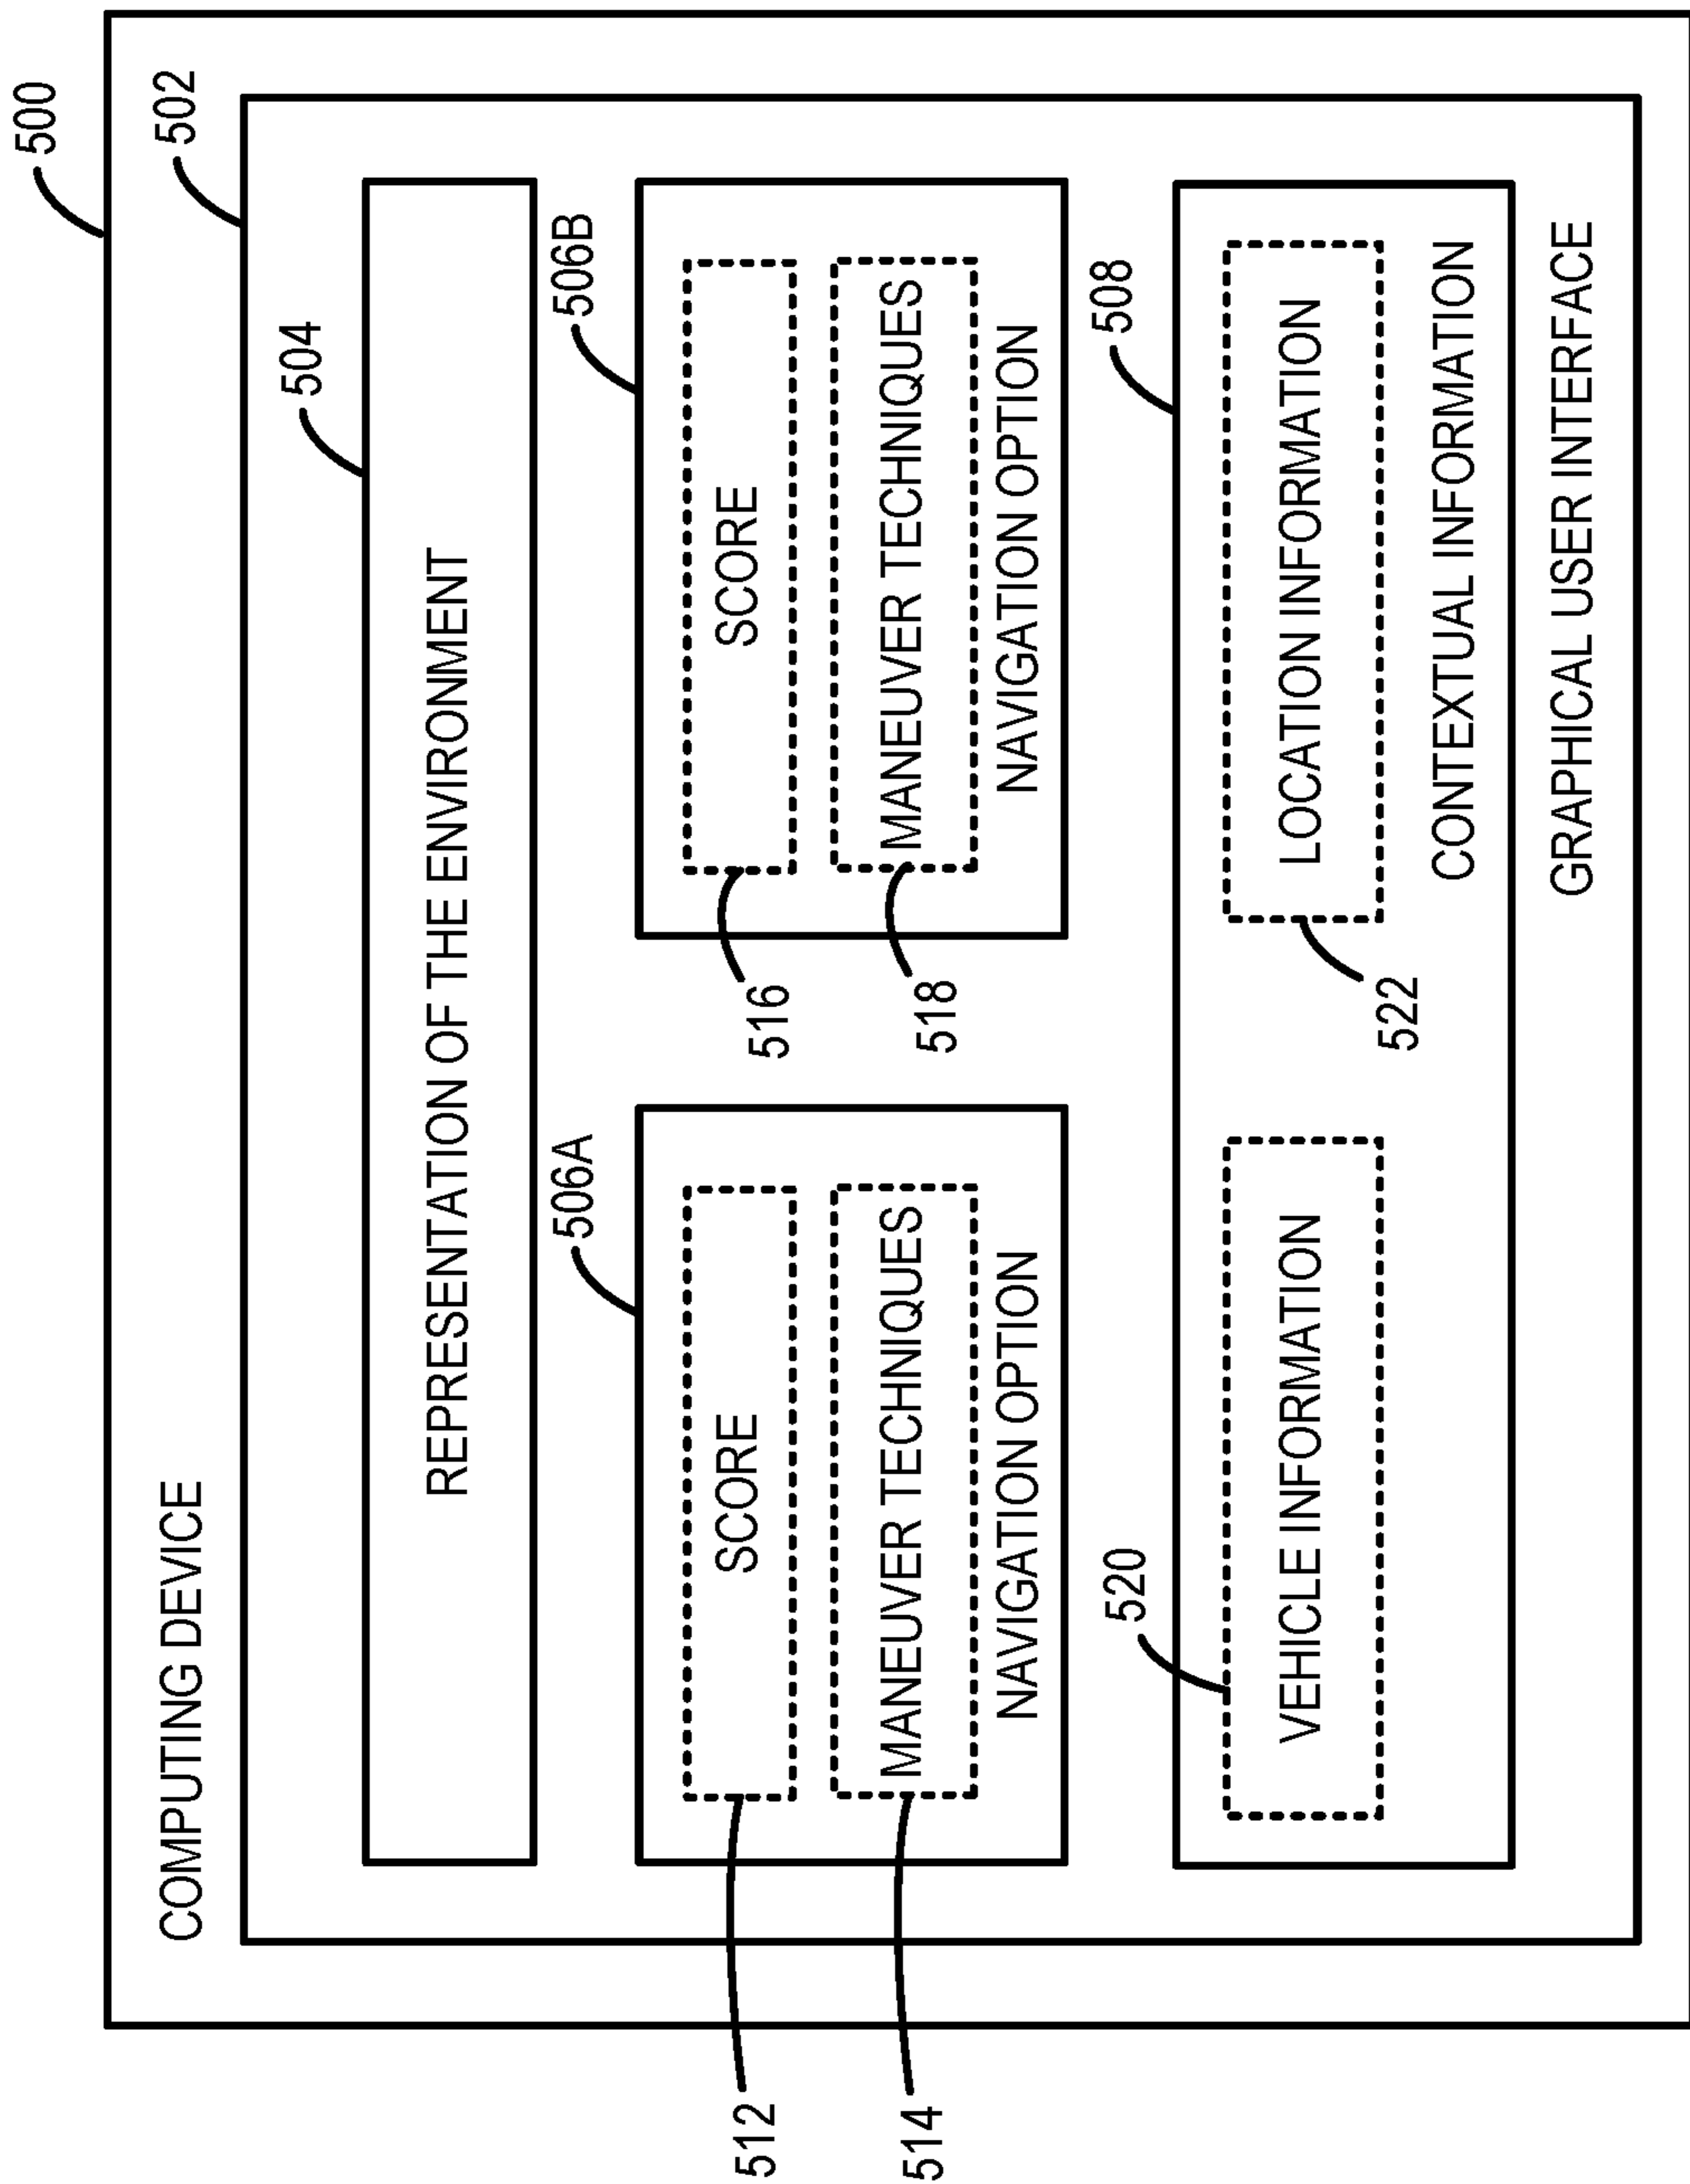 500
COMPUTING DEVICE
502
504
REPRESENTATION OF THE ENVIRONMENT
506A
506B
512
SCORE
516
SCORE
514
MANEUVER TECHNIQUES
518
MANEUVER TECHNIQUES
NAVIGATION OPTION
NAVIGATION OPTION
520
508
VEHICLE INFORMATION
LOCATION INFORMATION
522
CONTEXTUAL INFORMATION
GRAPHICAL USER INTERFACE